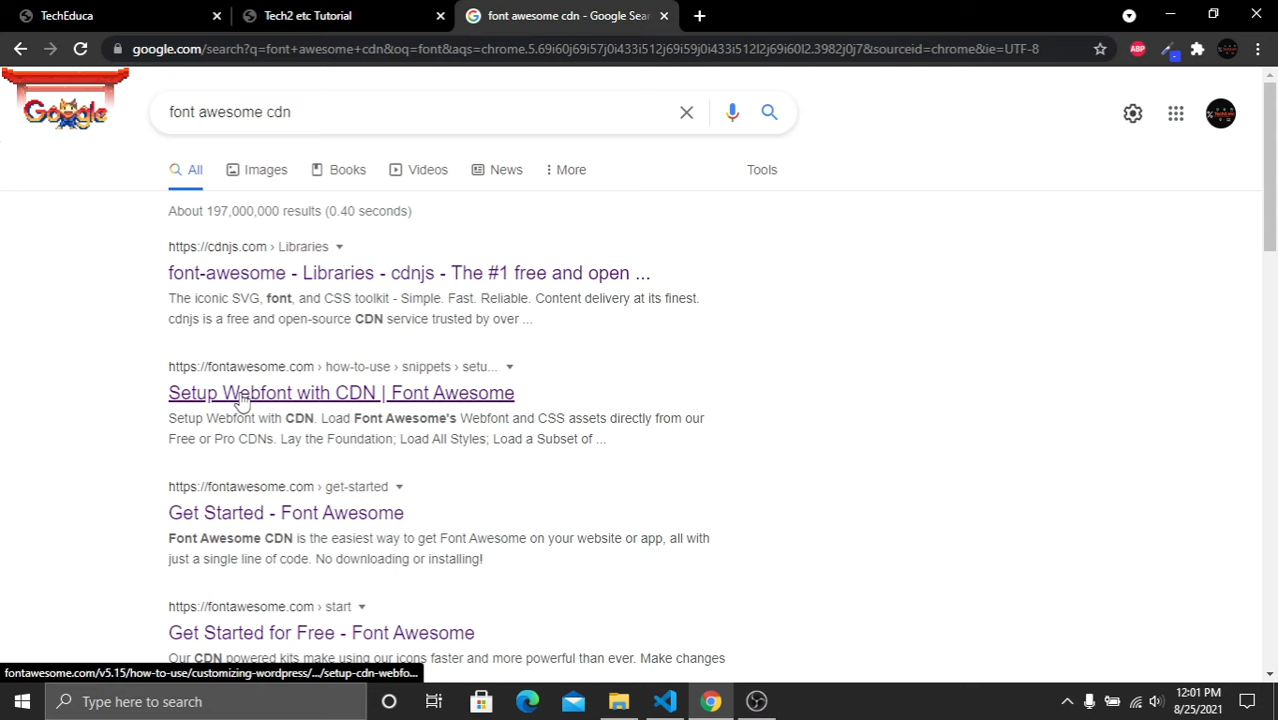 TechEduca
Tech2 etc Tutorial
font awesome cdn - Google Sear
google.com/search?q=font+awesome+cdn&oq=font&aqs=chrome.5.69i60j69i57j0i433i512j69i59j0i433i512l2j69i60l2.3982j0j7&sourceid=chrome&ie=UTF-8
ABP
Google
font awesome cdn
All
Images
Books
Videos
News
More
Tools
About 197,000,000 results (0.40 seconds)
https://cdnjs.com › Libraries
font-awesome - Libraries - cdnjs - The #1 free and open ...
The iconic SVG, font, and CSS toolkit - Simple. Fast. Reliable. Content delivery at its finest.
cdnjs is a free and open-source CDN service trusted by over ...
https://fontawesome.com › how-to-use › snippets › setu...
Setup Webfont with CDN | Font Awesome
Setup Webfont with CDN. Load Font Awesome's Webfont and CSS assets directly from our
Free or Pro CDNs. Lay the Foundation; Load All Styles; Load a Subset of ...
https://fontawesome.com › get-started
Get Started - Font Awesome
Font Awesome CDN is the easiest way to get Font Awesome on your website or app, all with
just a single line of code. No downloading or installing!
https://fontawesome.com › start
Get Started for Free - Font Awesome
Our CDN powered kits make using our icons faster and more powerful than ever. Make changes
fontawesome.com/v5.15/how-to-use/customizing-wordpress/.../setup-cdn-webfo...
Type here to search
12:01 PM
8/25/2021